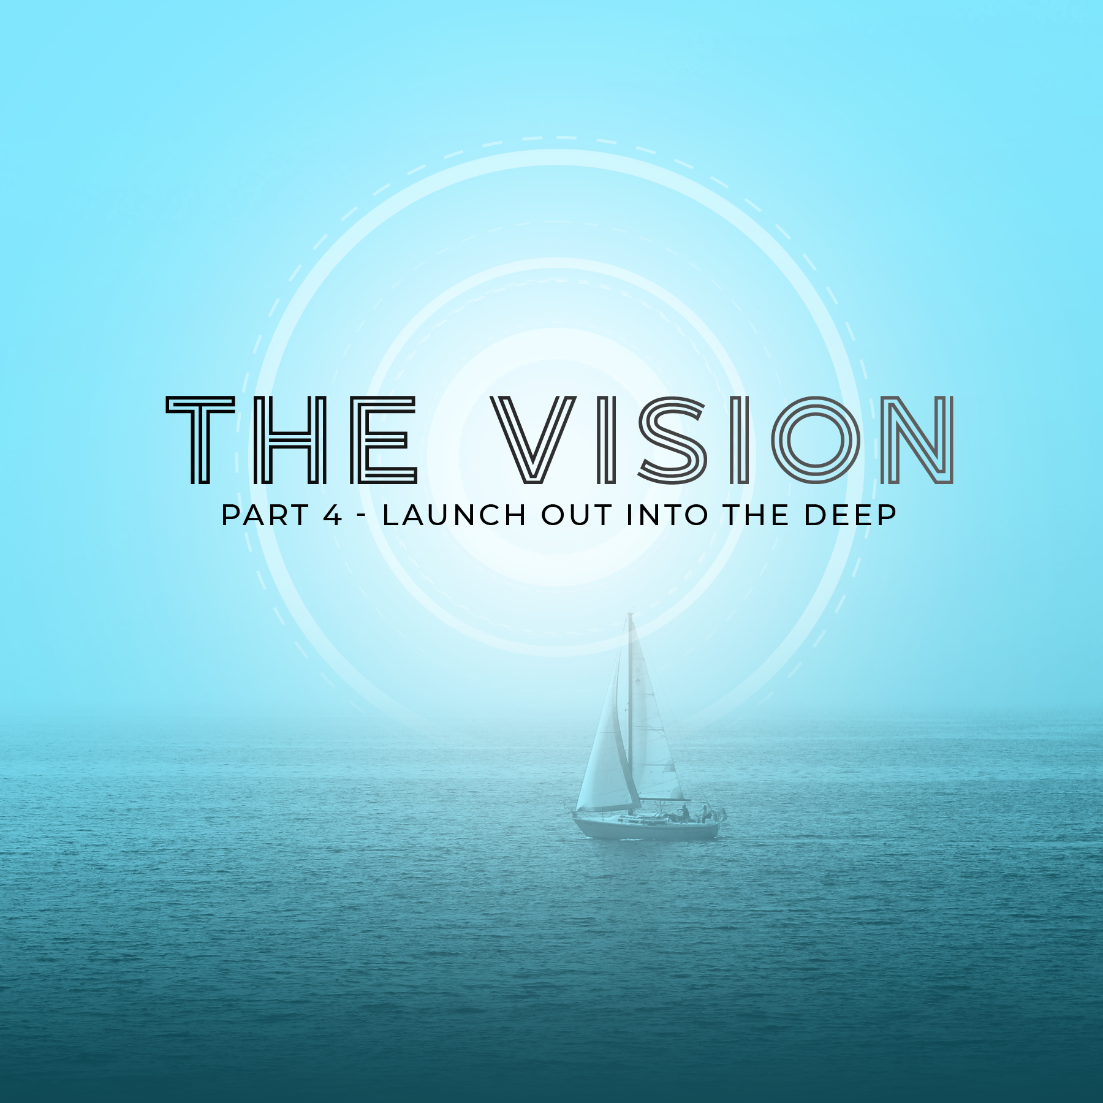 THE VISION
PART 4 - LAUNCH OUT INTO THE DEEP